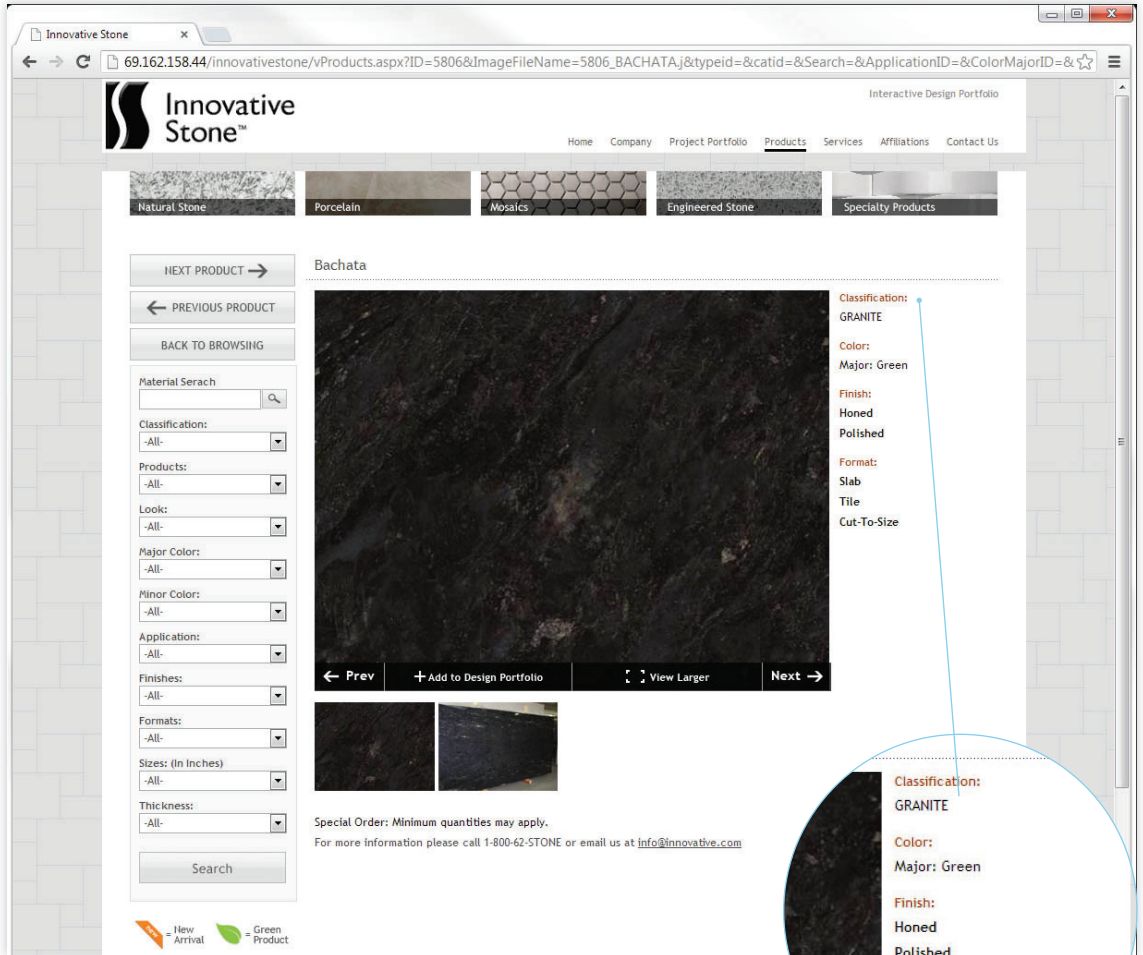 Innovative Stone
69.162.158.44/innovativestone/vProducts.aspx?ID=5806&ImageFileName=5806_BACHATA.j&typeid=&catid=&Search=&ApplicationID=&ColorMajorID=&
Innovative
Stone™
Interactive Design Portfolio
Home Company Project Portfolio Products Services Affiliations Contact Us
Natural Stone Porcelain Mosaics Engineered Stone Specialty Products
NEXT PRODUCT
PREVIOUS PRODUCT
BACK TO BROWSING
Material Serach
Classification:
-All-
Products:
-All-
Look:
-All-
Major Color:
-All-
Minor Color:
-All-
Application:
-All-
Finishes:
-All-
Formats:
-All-
Sizes: (In Inches)
-All-
Thickness:
-All-
Search
NEW
= New
Arrival
= Green
Product
Bachata
Prev + Add to Design Portfolio View Larger Next
Special Order: Minimum quantities may apply.
For more information please call 1-800-62-STONE or email us at info@innovative.com
Classification:
GRANITE
Color:
Major: Green
Finish:
Honed
Polished
Format:
Slab
Tile
Cut-To-Size
Classification:
GRANITE
Color:
Major: Green
Finish:
Honed
Polished